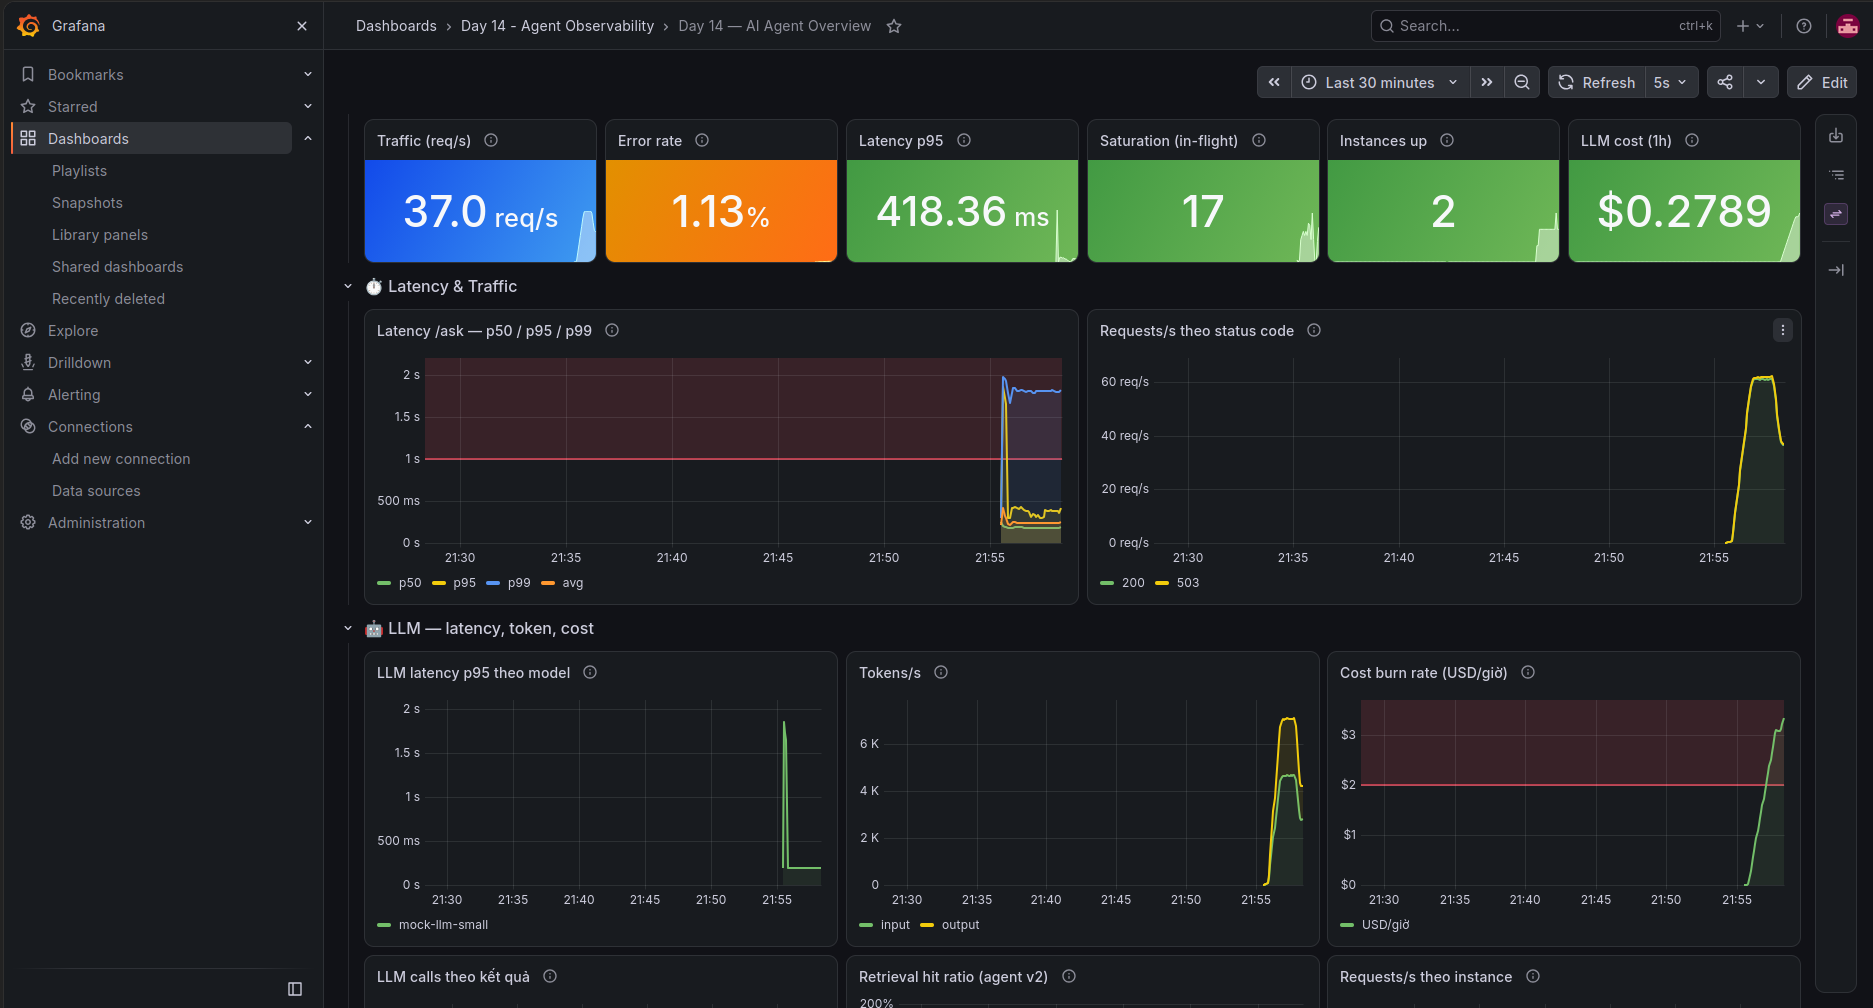 Grafana
Dashboards › Day 14 - Agent Observability › Day 14 — AI Agent Overview
Search... ctrl+k
Bookmarks
Starred
Dashboards
Playlists
Snapshots
Library panels
Shared dashboards
Recently deleted
Explore
Drilldown
Alerting
Connections
Add new connection
Data sources
Administration
Last 30 minutes
Refresh 5s
Edit
Traffic (req/s)
37.0 req/s
Error rate
1.13%
Latency p95
418.36 ms
Saturation (in-flight)
17
Instances up
2
LLM cost (1h)
$0.2789
Latency & Traffic
Latency /ask — p50 / p95 / p99
2 s
1.5 s
1 s
500 ms
0 s
21:30 21:35 21:40 21:45 21:50 21:55
p50 p95 p99 avg
Requests/s theo status code
60 req/s
40 req/s
20 req/s
0 req/s
21:30 21:35 21:40 21:45 21:50 21:55
200 503
LLM — latency, token, cost
LLM latency p95 theo model
2 s
1.5 s
1 s
500 ms
0 s
21:30 21:35 21:40 21:45 21:50 21:55
mock-llm-small
Tokens/s
6 K
4 K
2 K
0
21:30 21:35 21:40 21:45 21:50 21:55
input output
Cost burn rate (USD/giờ)
$3
$2
$1
$0
21:30 21:35 21:40 21:45 21:50 21:55
USD/giờ
LLM calls theo kết quả
Retrieval hit ratio (agent v2)
200%
Requests/s theo instance